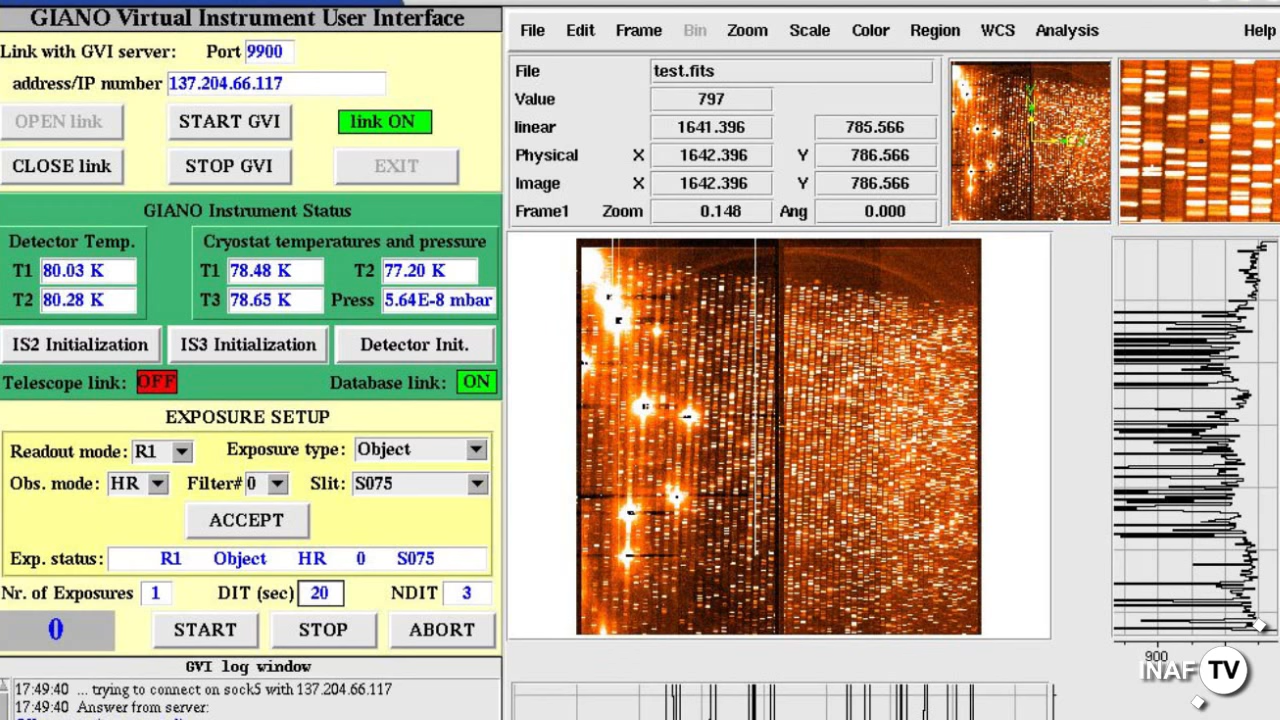 GIANO Virtual Instrument User Interface
Link with GVI server: Port 9900
address/IP number 137.204.66.117
OPEN link START GVI link ON
CLOSE link STOP GVI EXIT
GIANO Instrument Status
Detector Temp. Cryostat temperatures and pressure
T1 80.03 K T1 78.48 K T2 77.20 K
T2 80.28 K T3 78.65 K Press 5.64E-8 mbar
IS2 Initialization IS3 Initialization Detector Init.
Telescope link: OFF Database link: ON
EXPOSURE SETUP
Readout mode: R1 Exposure type: Object
Obs. mode: HR Filter# 0 Slit: S075
ACCEPT
Exp. status: R1 Object HR 0 S075
Nr. of Exposures 1 DIT (sec) 20 NDIT 3
0 START STOP ABORT
GVI log window
17:49:40 ... trying to connect on sock5 with 137.204.66.117
17:49:40 Answer from server:
File Edit Frame Bin Zoom Scale Color Region WCS Analysis Help
File test.fits
Value 797
linear 1641.396 785.566
Physical X 1642.396 Y 786.566
Image X 1642.396 Y 786.566
Frame1 Zoom 0.148 Ang 0.000
900
INAF TV